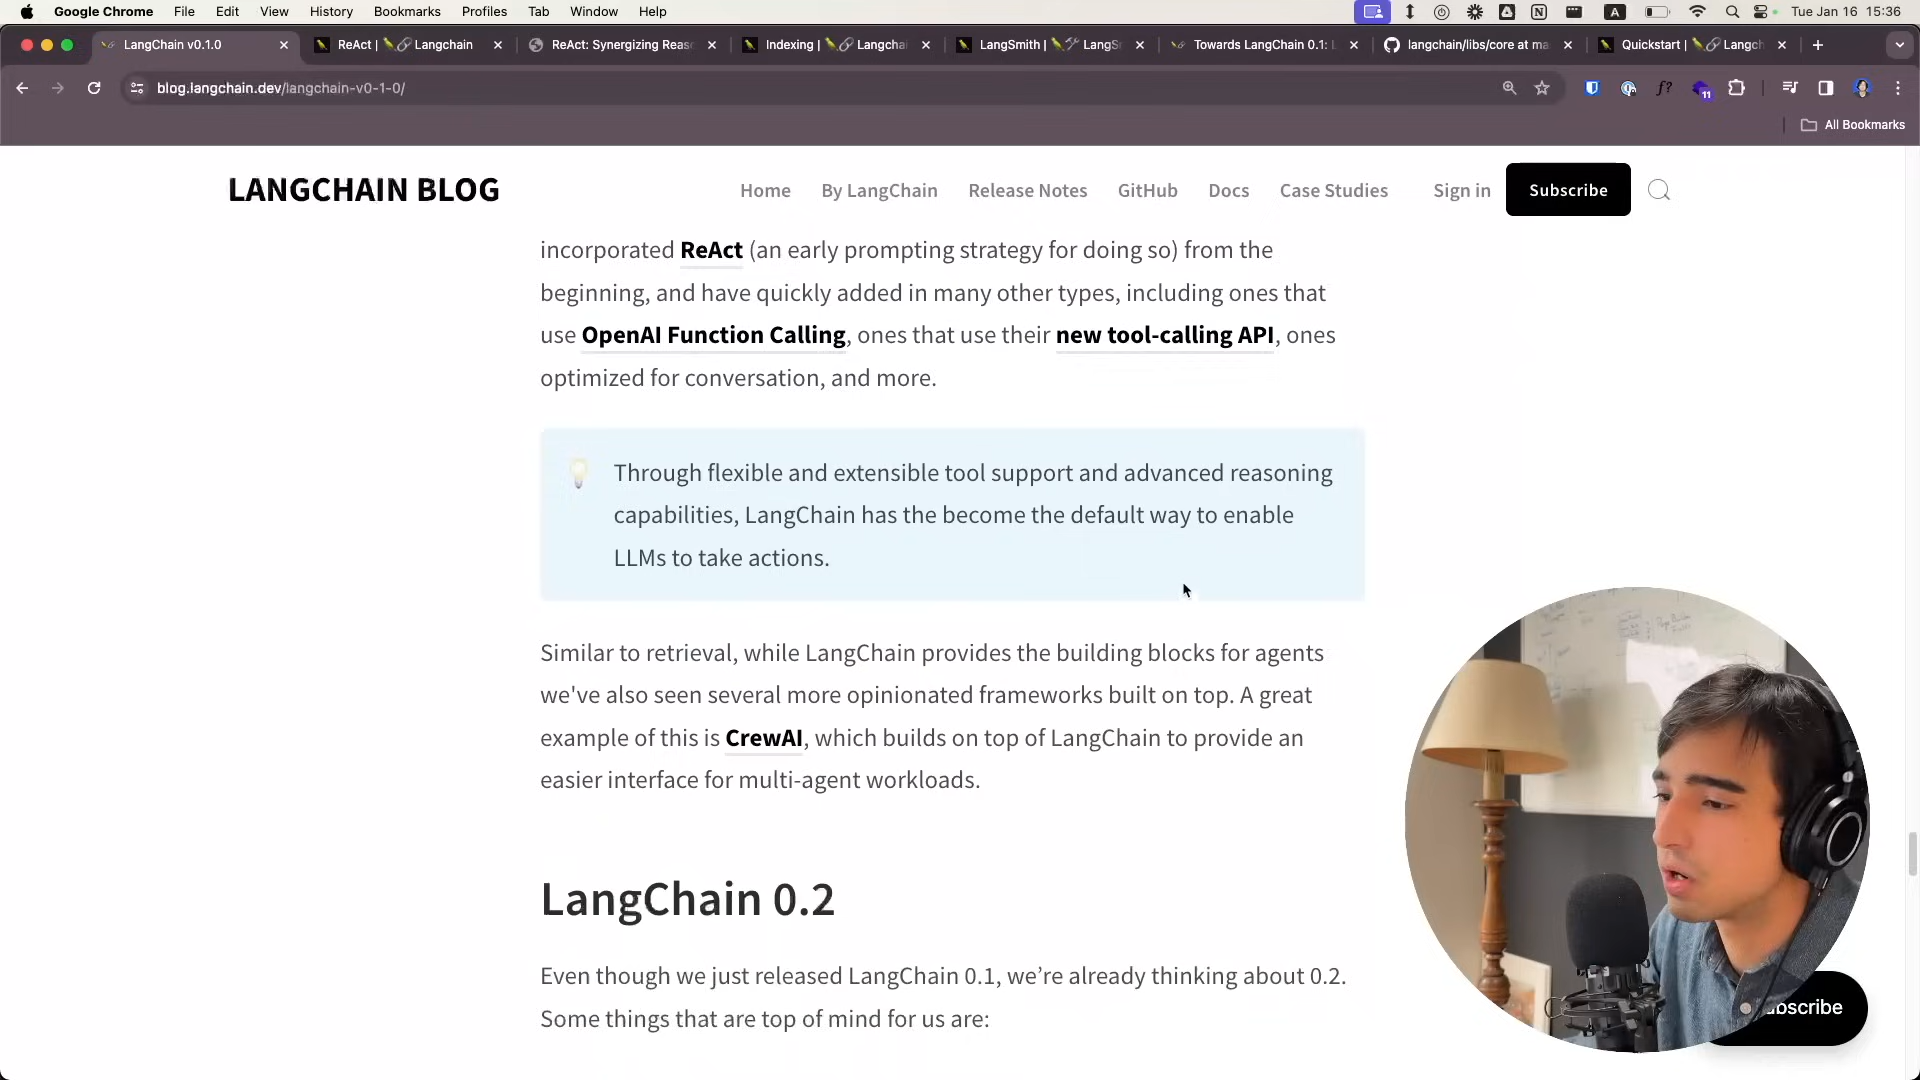 Google Chrome File Edit View History Bookmarks Profiles Tab Window Help A Tue Jan 16 15:36
LangChain v0.1.0 ReAct | Langchain ReAct: Synergizing Reas Indexing | Langcha LangSmith | LangS Towards LangChain 0.1: L langchain/libs/core at ma Quickstart | Langch
blog.langchain.dev/langchain-v0-1-0/ f? 11
All Bookmarks
LANGCHAIN BLOG Home By LangChain Release Notes GitHub Docs Case Studies Sign in Subscribe
incorporated ReAct (an early prompting strategy for doing so) from the
beginning, and have quickly added in many other types, including ones that
use OpenAI Function Calling, ones that use their new tool-calling API, ones
optimized for conversation, and more.
Through flexible and extensible tool support and advanced reasoning
capabilities, LangChain has the become the default way to enable
LLMs to take actions.
Similar to retrieval, while LangChain provides the building blocks for agents
we've also seen several more opinionated frameworks built on top. A great
example of this is CrewAI, which builds on top of LangChain to provide an
easier interface for multi-agent workloads.
LangChain 0.2
Even though we just released LangChain 0.1, we’re already thinking about 0.2.
Some things that are top of mind for us are:
bscribe